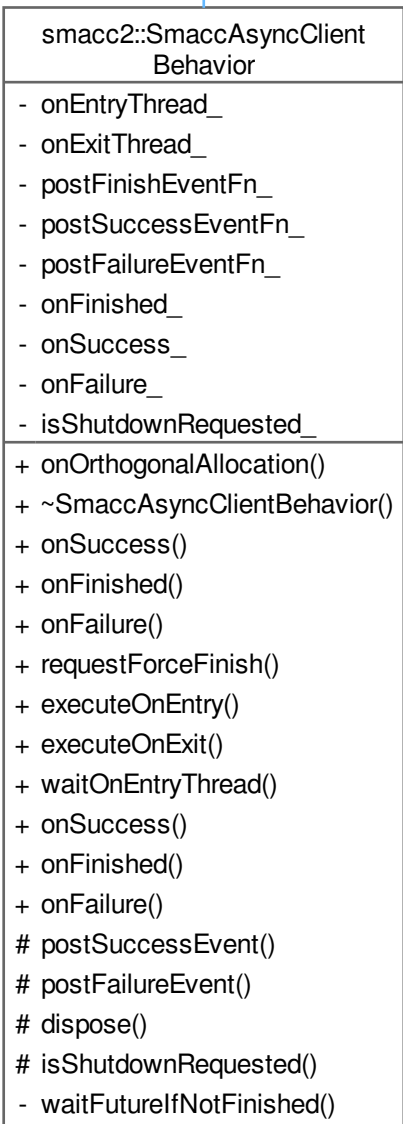 smacc2::SmaccAsyncClient
Behavior
- onEntryThread_
- onExitThread_
- postFinishEventFn_
- postSuccessEventFn_
- postFailureEventFn_
- onFinished_
- onSuccess_
- onFailure_
- isShutdownRequested_
+ onOrthogonalAllocation()
+ ~SmaccAsyncClientBehavior()
+ onSuccess()
+ onFinished()
+ onFailure()
+ requestForceFinish()
+ executeOnEntry()
+ executeOnExit()
+ waitOnEntryThread()
+ onSuccess()
+ onFinished()
+ onFailure()
# postSuccessEvent()
# postFailureEvent()
# dispose()
# isShutdownRequested()
- waitFutureIfNotFinished()